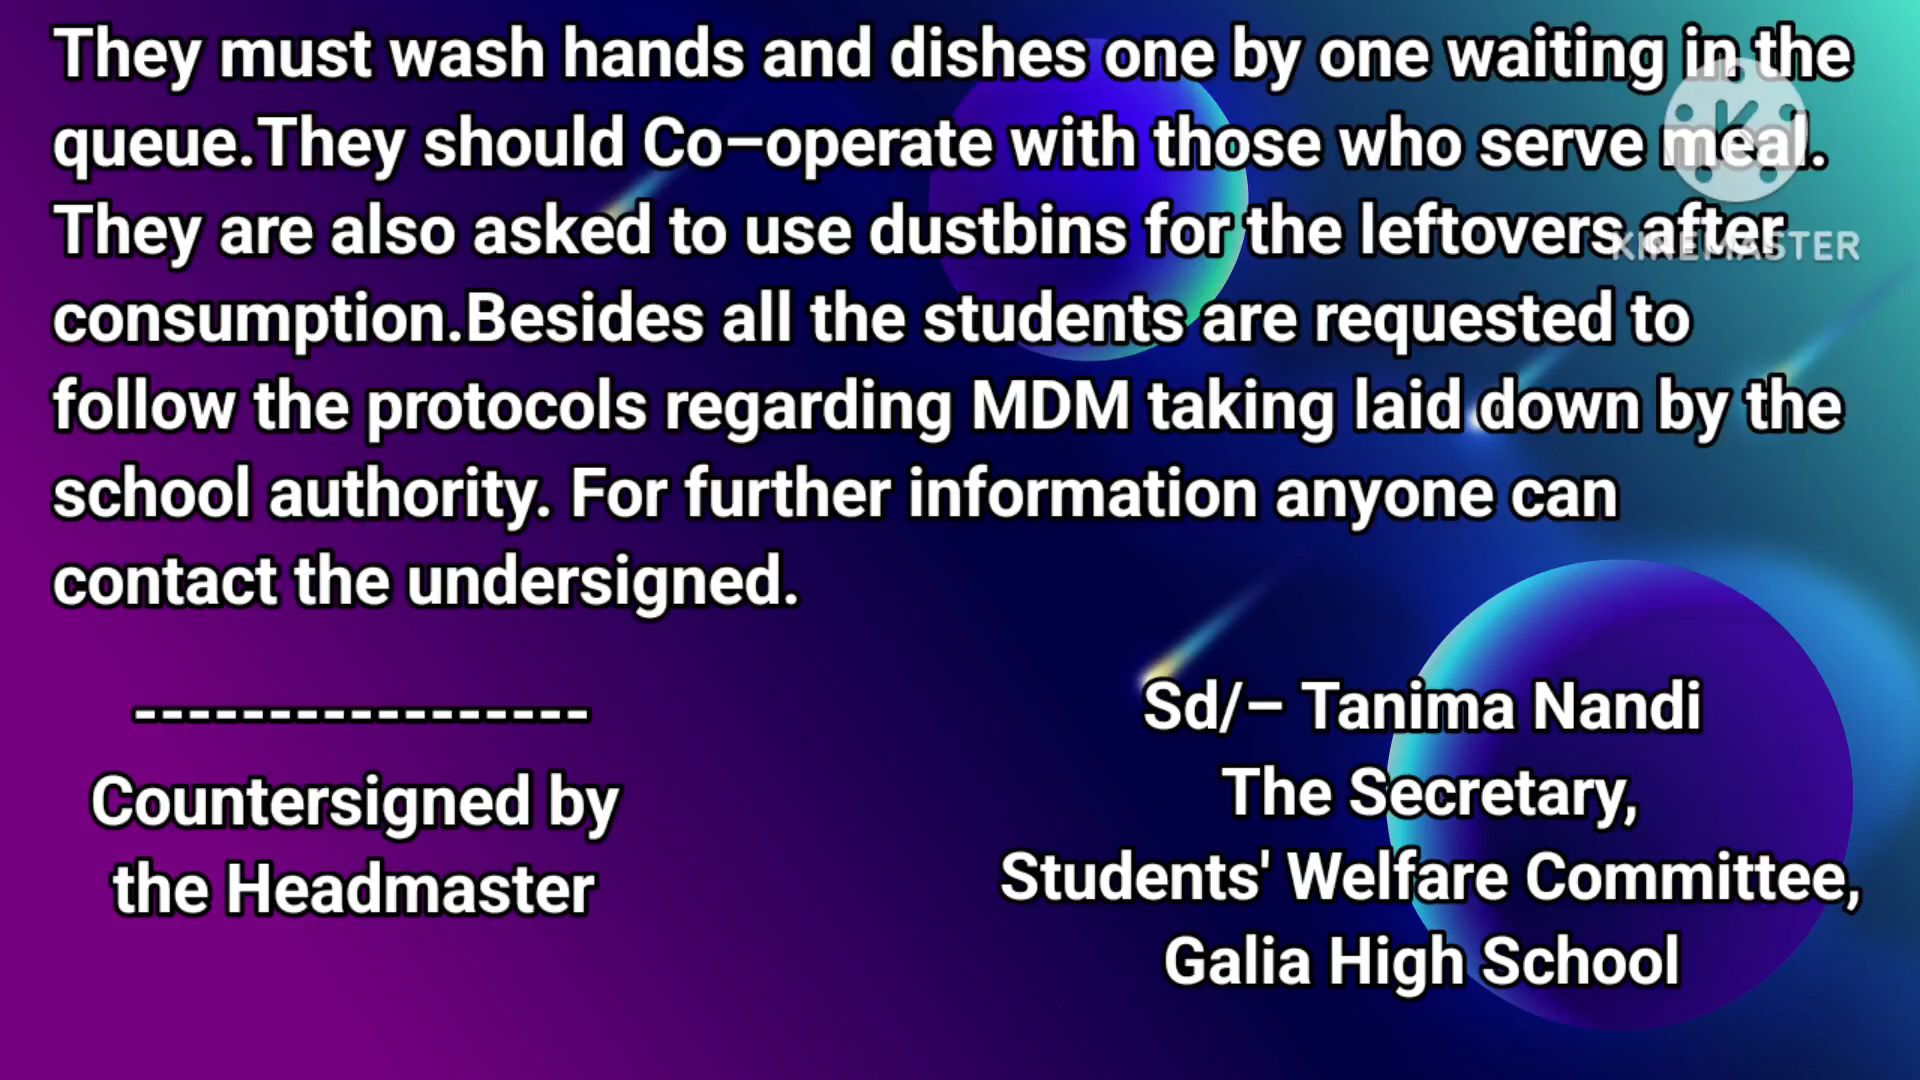 They must wash hands and dishes one by one waiting in the
queue.They should Co–operate with those who serve meal.
They are also asked to use dustbins for the leftovers after
KINEMASTER
consumption.Besides all the students are requested to
follow the protocols regarding MDM taking laid down by the
school authority. For further information anyone can
contact the undersigned.
-----------------
Countersigned by
the Headmaster
Sd/– Tanima Nandi
The Secretary,
Students' Welfare Committee,
Galia High School